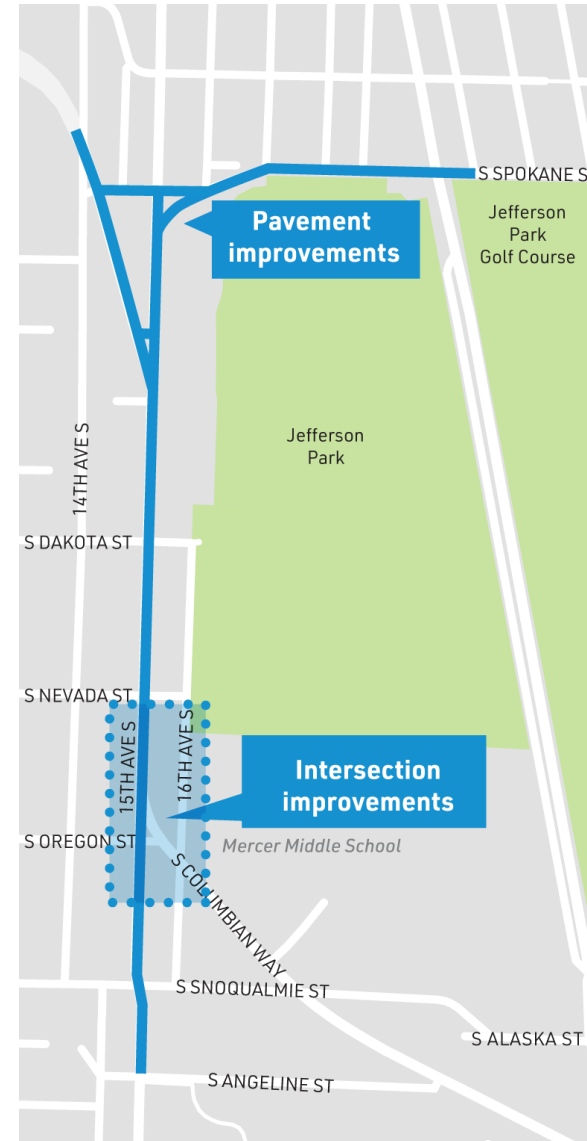 S SPOKANE S
Pavement
improvements
Jefferson
Park
Golf Course
Jefferson
Park
14TH AVE S
S DAKOTA ST
S NEVADA ST
15TH AVE S
16TH AVE S
Intersection
improvements
S OREGON ST
Mercer Middle School
S COLUMBIAN WAY
S SNOQUALMIE ST
S ALASKA ST
S ANGELINE ST